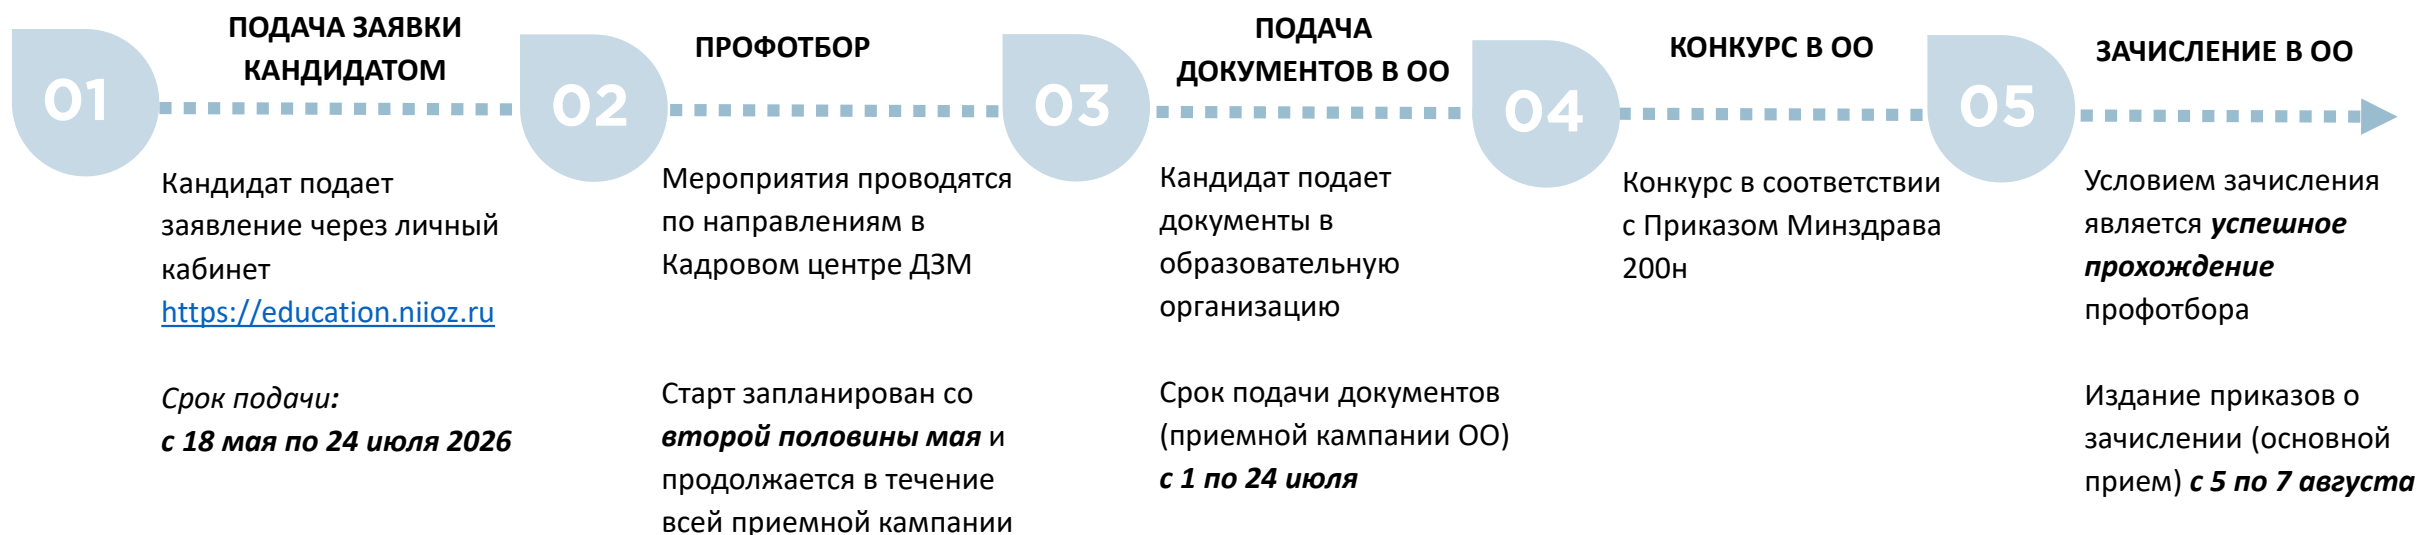 01
ПОДАЧА ЗАЯВКИ
КАНДИДАТОМ
Кандидат подает
заявление через личный
кабинет
https://education.niioz.ru
Срок подачи:
с 18 мая по 24 июля 2026
02
ПРОФОТБОР
Мероприятия проводятся
по направлениям в
Кадровом центре ДЗМ
Старт запланирован со
второй половины мая и
продолжается в течение
всей приемной кампании
03
ПОДАЧА
ДОКУМЕНТОВ В ОО
Кандидат подает
документы в
образовательную
организацию
Срок подачи документов
(приемной кампании ОО)
с 1 по 24 июля
04
КОНКУРС В ОО
Конкурс в соответствии
с Приказом Минздрава
200н
05
ЗАЧИСЛЕНИЕ В ОО
Условием зачисления
является успешное
прохождение
профотбора
Издание приказов о
зачислении (основной
прием) с 5 по 7 августа